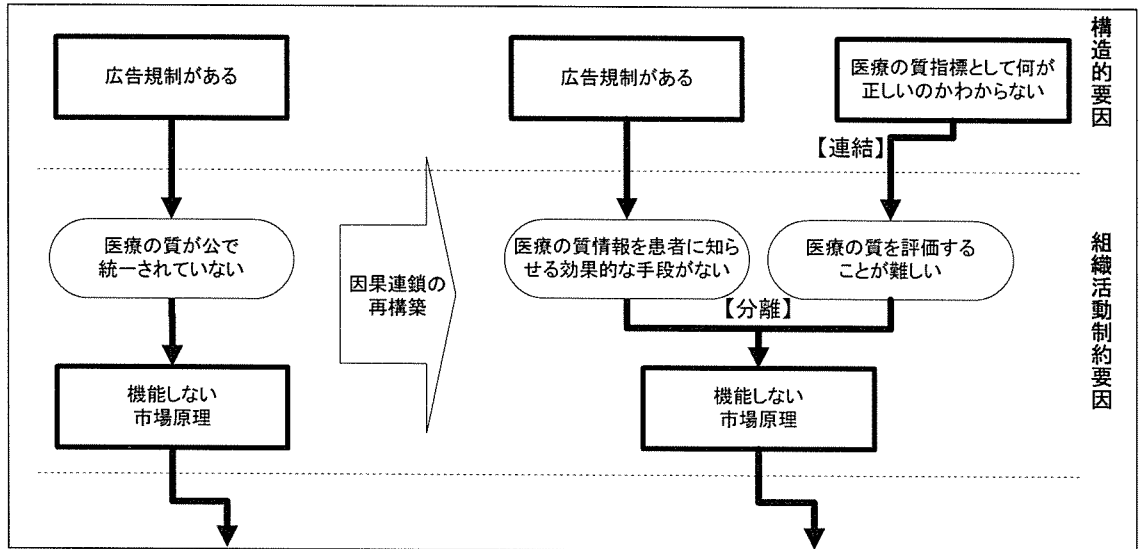 広告規制がある
医療の質が公で
統一されていない
機能しない
市場原理
因果連鎖の
再構築
広告規制がある
医療の質指標として何が
正しいのかわからない
【連結】
医療の質情報を患者に知ら
せる効果的な手段がない
医療の質を評価する
ことが難しい
【分離】
機能しない
市場原理
構造的要因
組織活動制約要因